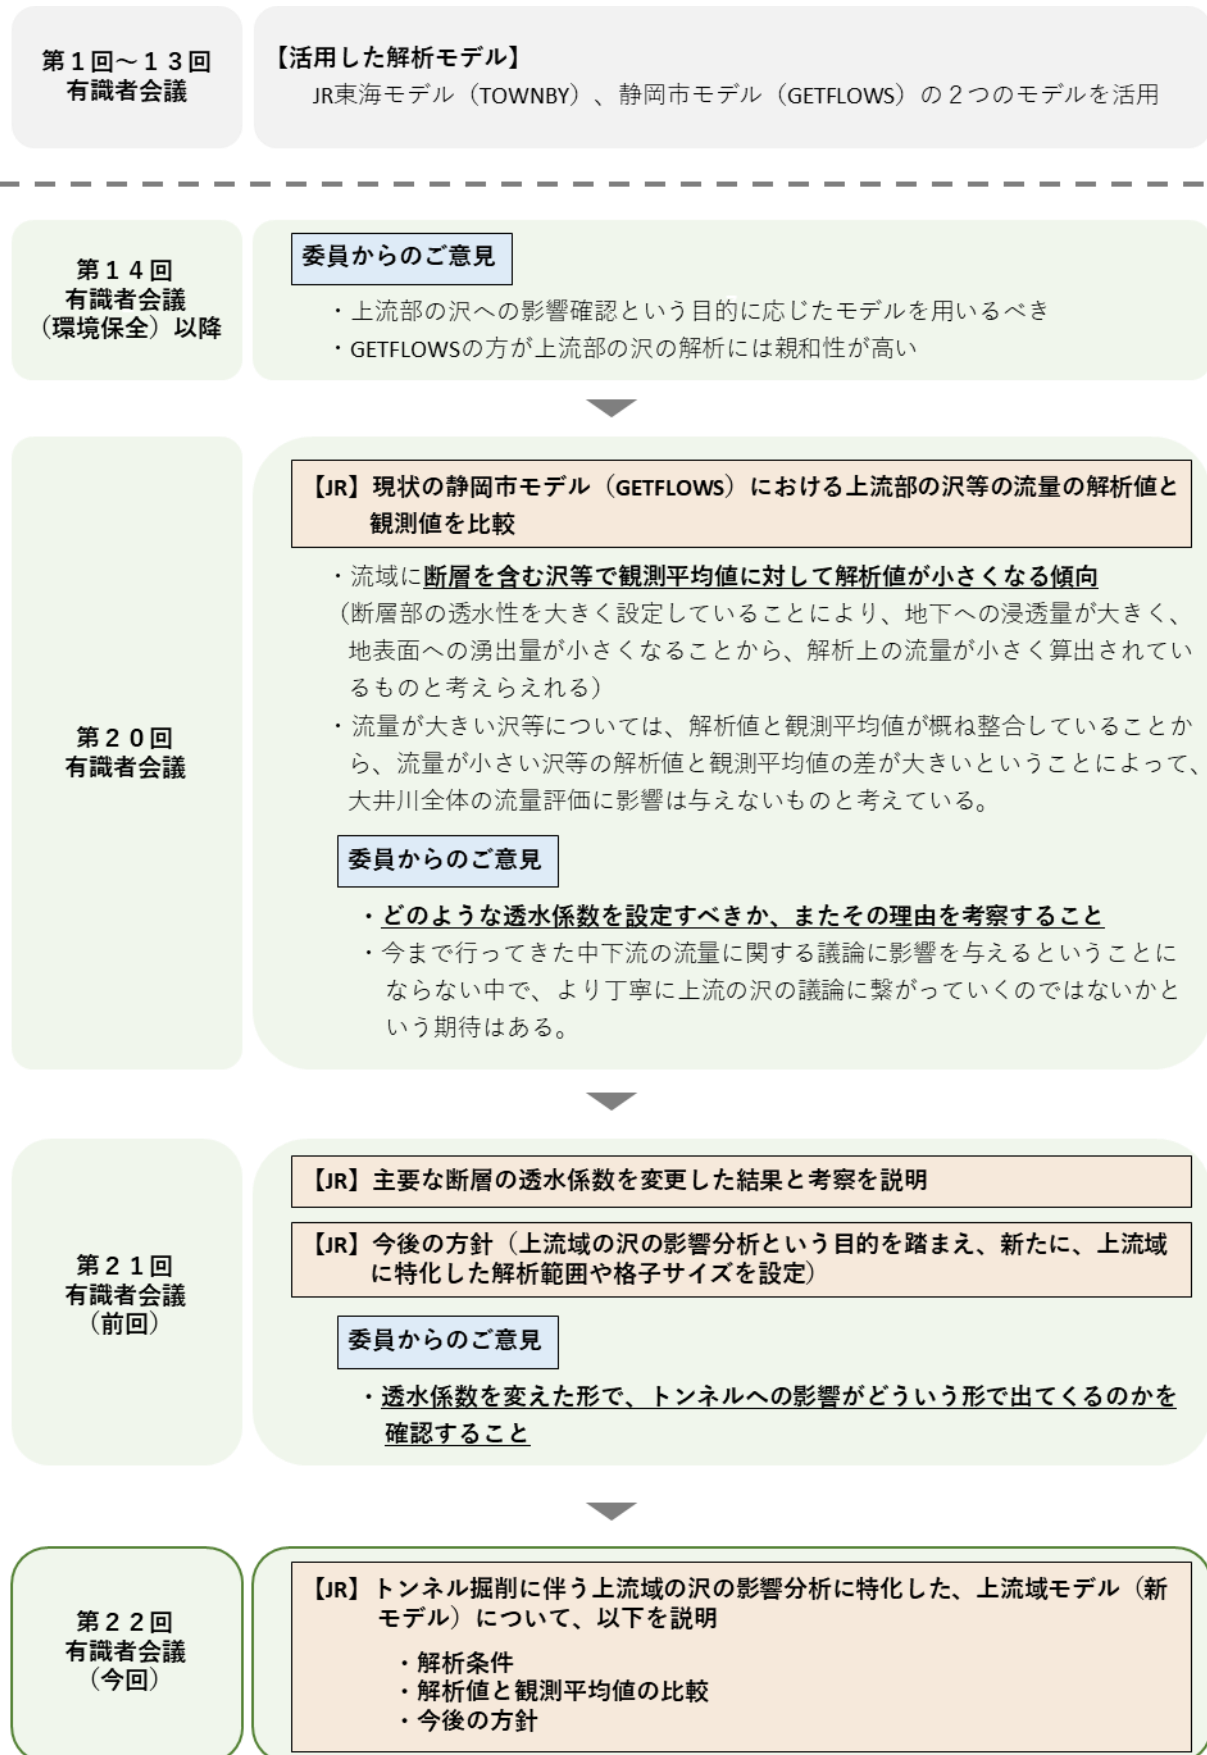 第１回～１３回
有識者会議
【活用した解析モデル】
JR東海モデル（TOWNBY）、静岡市モデル（GETFLOWS）の２つのモデルを活用
第１４回
有識者会議
（環境保全）以降
委員からのご意見
・上流部の沢への影響確認という目的に応じたモデルを用いるべき
・GETFLOWSの方が上流部の沢の解析には親和性が高い
第２０回
有識者会議
【JR】現状の静岡市モデル（GETFLOWS）における上流部の沢等の流量の解析値と
観測値を比較
・流域に断層を含む沢等で観測平均値に対して解析値が小さくなる傾向
（断層部の透水性を大きく設定していることにより、地下への浸透量が大きく、
地表面への湧出量が小さくなることから、解析上の流量が小さく算出されてい
るものと考えらえれる）
・流量が大きい沢等については、解析値と観測平均値が概ね整合していることか
ら、流量が小さい沢等の解析値と観測平均値の差が大きいということによって、
大井川全体の流量評価に影響は与えないものと考えている。
委員からのご意見
・どのような透水係数を設定すべきか、またその理由を考察すること
・今まで行ってきた中下流の流量に関する議論に影響を与えるということに
ならない中で、より丁寧に上流の沢の議論に繋がっていくのではないかと
いう期待はある。
第２１回
有識者会議
（前回）
【JR】主要な断層の透水係数を変更した結果と考察を説明
【JR】今後の方針（上流域の沢の影響分析という目的を踏まえ、新たに、上流域
に特化した解析範囲や格子サイズを設定）
委員からのご意見
・透水係数を変えた形で、トンネルへの影響がどういう形で出てくるのかを
確認すること
第２２回
有識者会議
（今回）
【JR】トンネル掘削に伴う上流域の沢の影響分析に特化した、上流域モデル（新
モデル）について、以下を説明
・解析条件
・解析値と観測平均値の比較
・今後の方針